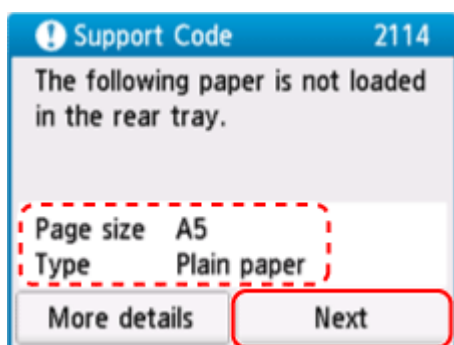 Support Code 2114
The following paper is not loaded
in the rear tray.
Page size A5
Type Plain paper
More details Next